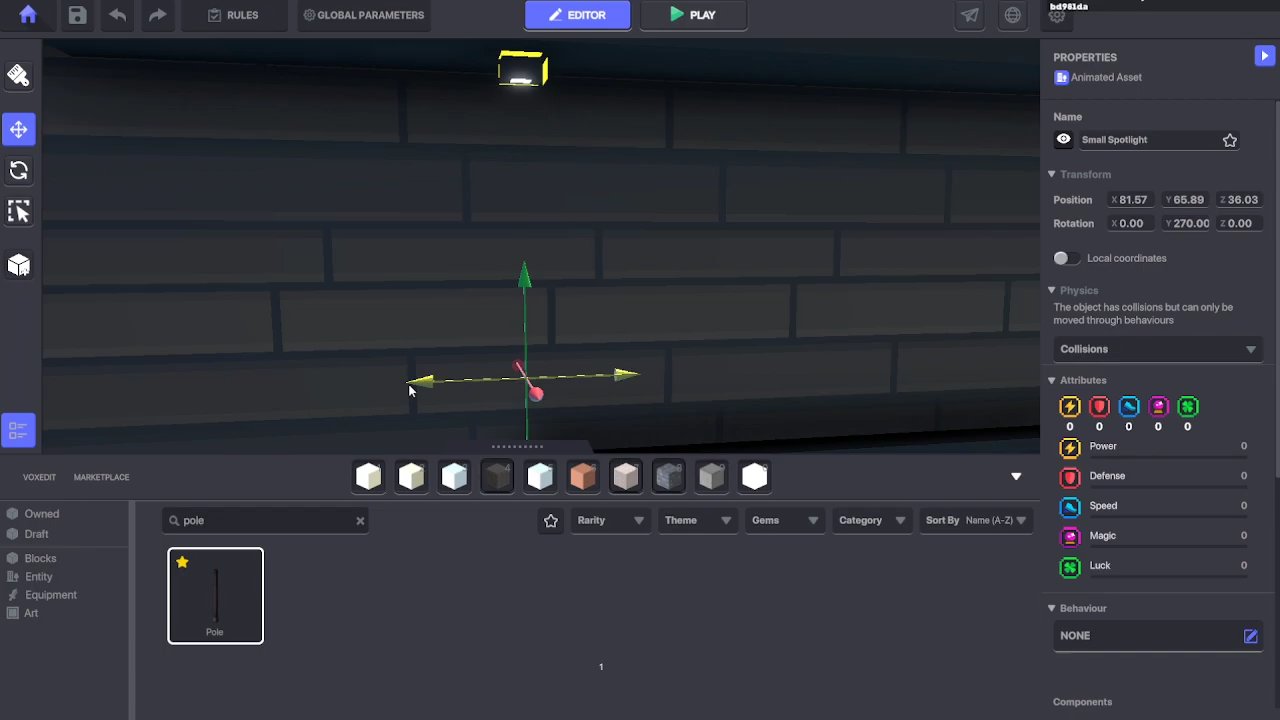 bd981da
RULES
GLOBAL PARAMETERS
EDITOR
PLAY
PROPERTIES
Animated Asset
Name
Small Spotlight
Transform
Position X 81.57 Y 65.89 Z 36.03
Rotation X 0.00 Y 270.00 Z 0.00
Local coordinates
Physics
The object has collisions but can only be
moved through behaviours
Collisions
Attributes
0 0 0 0 0
Power 0
Defense 0
Speed 0
Magic 0
Luck 0
Behaviour
NONE
Components
VOXEDIT
MARKETPLACE
Owned
Draft
Blocks
Entity
Equipment
Art
pole
Rarity
Theme
Gems
Category
Sort By Name (A-Z)
Pole
1